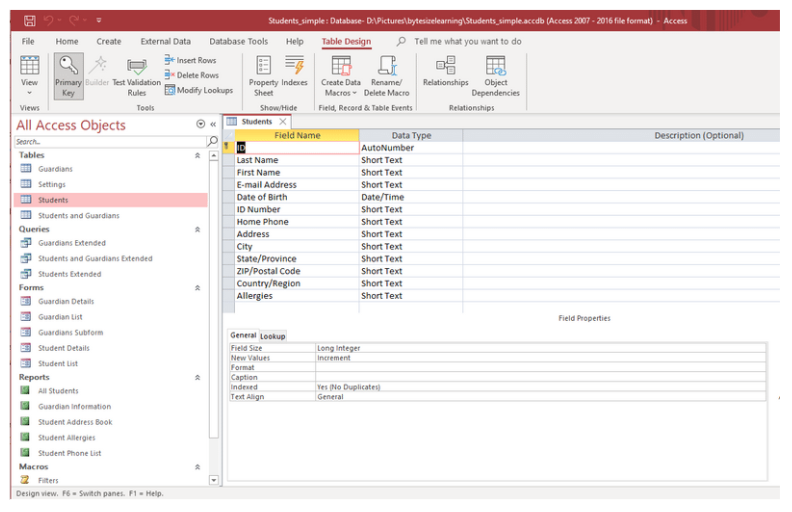 Students_simple : Database- D:\Pictures\bytesizelearning\Students_simple.accdb (Access 2007 - 2016 file format) - Access
File Home Create External Data Database Tools Help Table Design Tell me what you want to do
View
Primary Key
Builder
Test Validation Rules
Insert Rows
Delete Rows
Modify Lookups
Property Sheet
Indexes
Create Data Macros
Rename/ Delete Macro
Relationships
Object Dependencies
Views Tools Show/Hide Field, Record & Table Events Relationships
All Access Objects
Search...
Tables
Guardians
Settings
Students
Students and Guardians
Queries
Guardians Extended
Students and Guardians Extended
Students Extended
Forms
Guardian Details
Guardian List
Guardians Subform
Student Details
Student List
Reports
All Students
Guardian Information
Student Address Book
Student Allergies
Student Phone List
Macros
Filters
Students
Field Name Data Type Description (Optional)
ID AutoNumber
Last Name Short Text
First Name Short Text
E-mail Address Short Text
Date of Birth Date/Time
ID Number Short Text
Home Phone Short Text
Address Short Text
City Short Text
State/Province Short Text
ZIP/Postal Code Short Text
Country/Region Short Text
Allergies Short Text
Field Properties
General Lookup
Field Size Long Integer
New Values Increment
Format
Caption
Indexed Yes (No Duplicates)
Text Align General
Design view. F6 = Switch panes. F1 = Help.